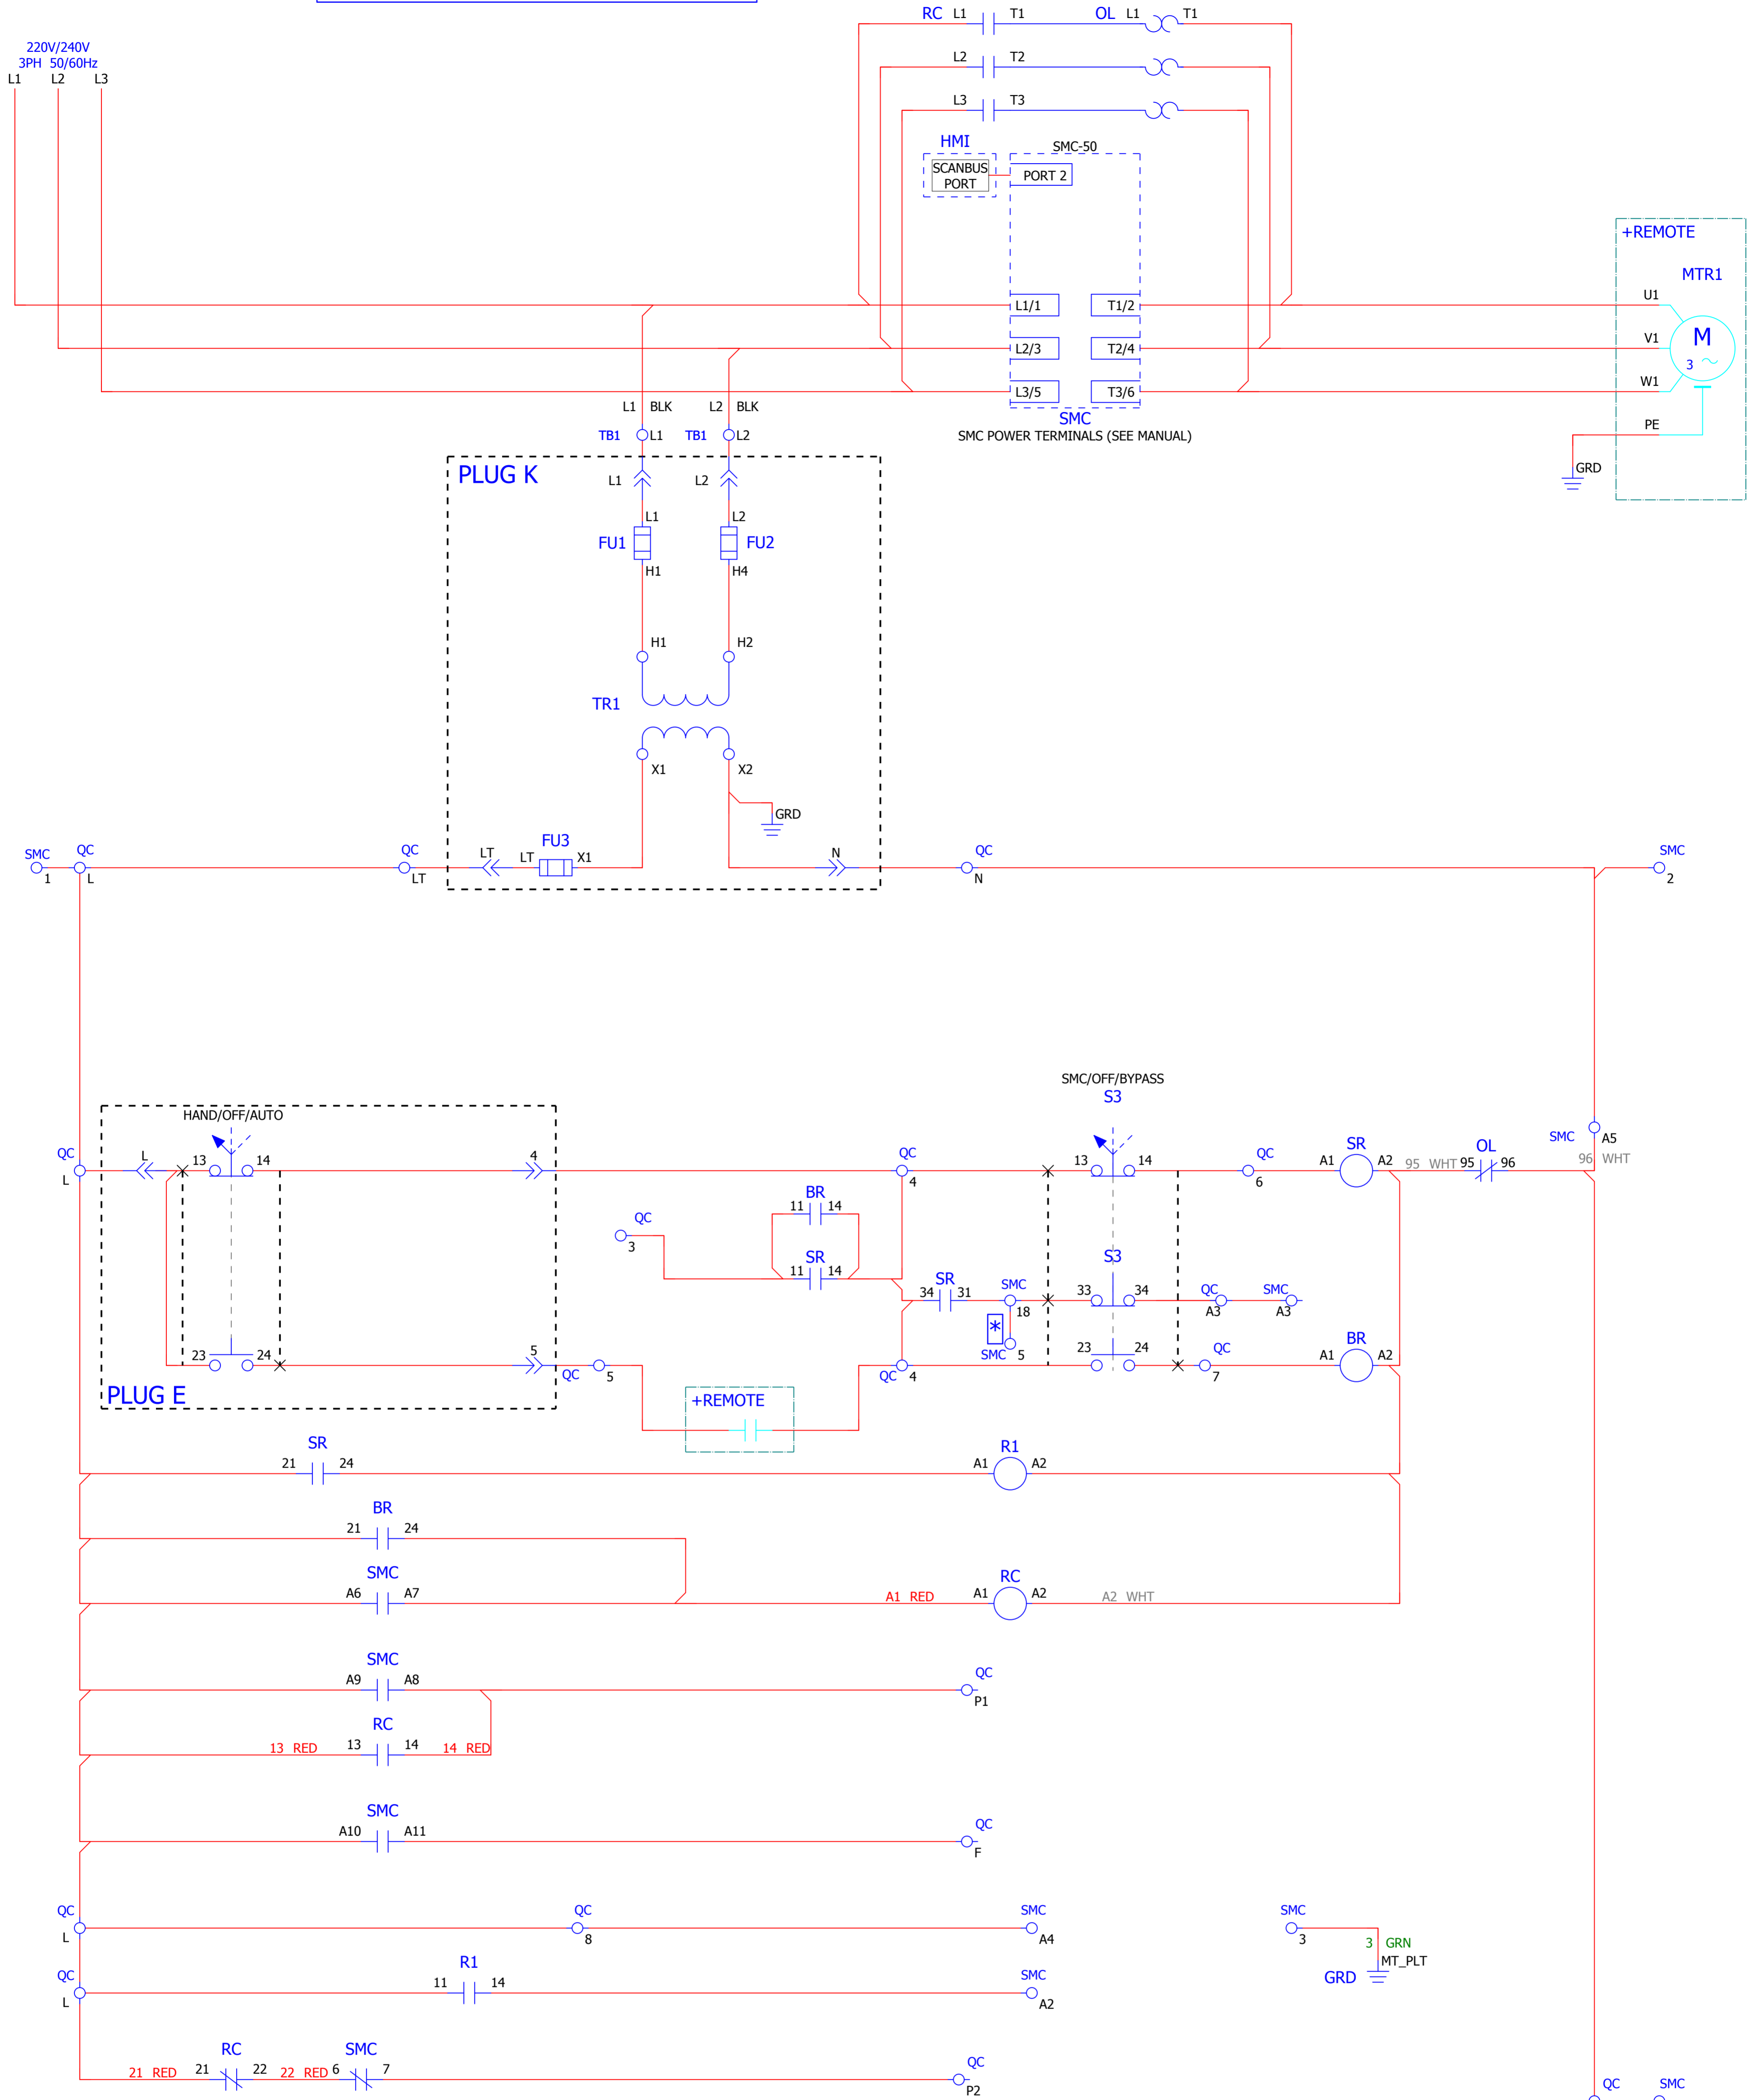 RC L1 T1 OL L1 T1
220V/240V
3PH 50/60Hz
L1 L2 L3
L2 T2
L3 T3
HMI
SMC-50
SCANBUS
PORT
PORT 2
+REMOTE
MTR1
L1/1 T1/2 U1
L2/3 T2/4 V1
M
3
L3/5 T3/6 W1
L1 BLK L2 BLK
SMC
SMC POWER TERMINALS (SEE MANUAL)
PE
GRD
TB1 L1 TB1 L2
PLUG K
L1 L2
L1 L2
FU1 FU2
H1 H4
H1 H2
TR1
X1 X2
GRD
SMC QC QC FU3 QC SMC
LT LT X1 N
1 L LT N 2
SMC/OFF/BYPASS
S3
HAND/OFF/AUTO
SMC A5
QC L 13 14 4 QC 13 14 QC SR OL
A1 A2 95 WHT 95 96 96 WHT
L 4 6
BR
11 14
QC
3
SR
11 14
S3
SR SMC QC SMC
34 31 33 34
18 A3 A3
*
SMC 5
BR
23 24 5 23 24 QC A1 A2
QC 5 QC 4 7
PLUG E
+REMOTE
SR R1
21 24 A1 A2
BR
21 24
SMC RC
A6 A7 A1 RED A1 A2 A2 WHT
SMC QC
A9 A8
P1
RC
13 RED 13 14 14 RED
SMC QC
A10 A11
F
QC QC SMC SMC
L 8 A4 3
3 GRN
MT_PLT
GRD
QC R1 SMC
11 14
L A2
RC SMC QC
21 RED 21 22 22 RED 6 7
P2
QC SMC